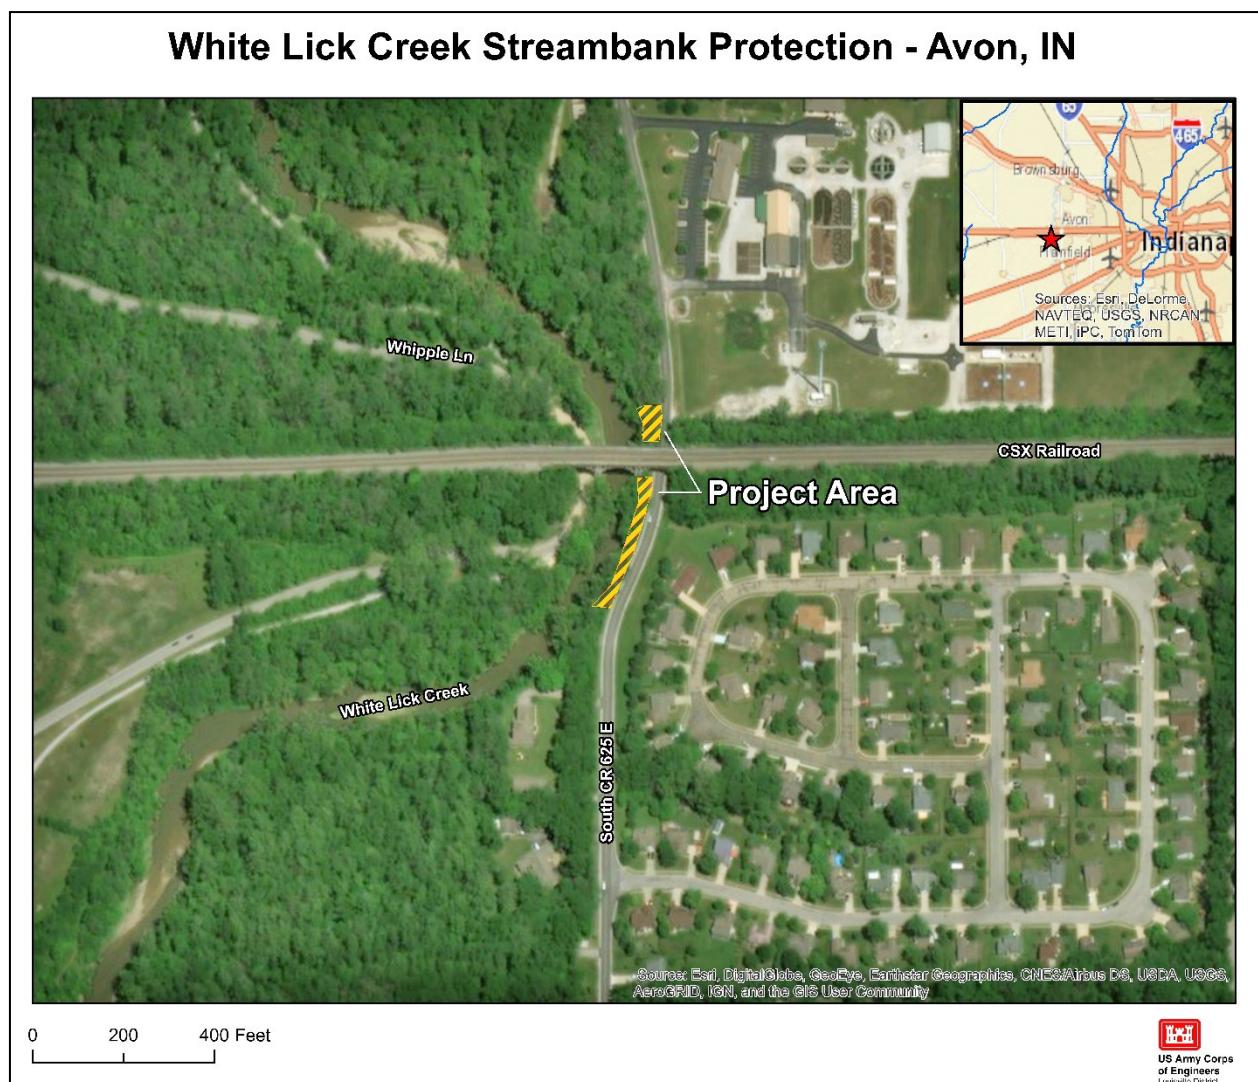 White Lick Creek Streambank Protection - Avon, IN
65
465
Brownsburg
Avon
Indianap
Plainfield
Sources: Esri, DeLorme,
NAVTEQ, USGS, NRCAN,
METI, iPC, TomTom
Whipple Ln
CSX Railroad
Project Area
White Lick Creek
South CR 625 E
Source: Esri, DigitalGlobe, GeoEye, Earthstar Geographics, CNES/Airbus DS, USDA, USGS,
AeroGRID, IGN, and the GIS User Community
0 200 400 Feet
US Army Corps
of Engineers
Louisville District